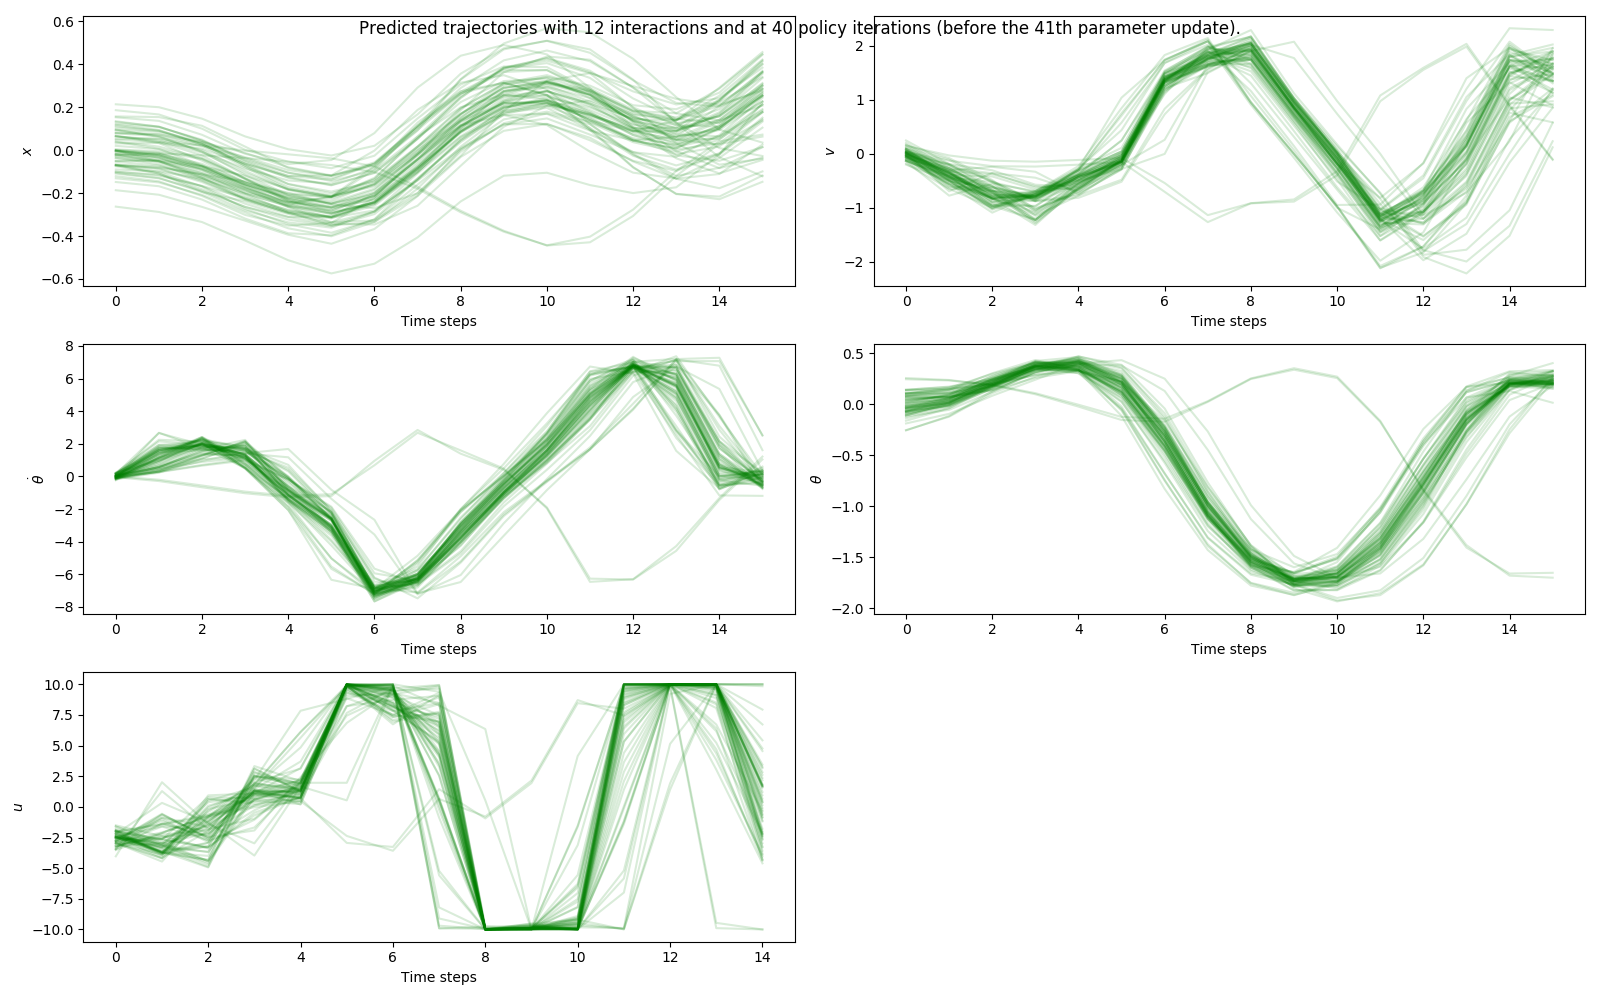 Predicted trajectories with 12 interactions and at 40 policy iterations (before the 41th parameter update).
0.6
0.4
0.2
0.0
−0.2
−0.4
−0.6
x
0 2 4 6 8 10 12 14
Time steps
2
1
0
−1
−2
v
0 2 4 6 8 10 12 14
Time steps
8
6
4
2
0
−2
−4
−6
−8
θ̇
0 2 4 6 8 10 12 14
Time steps
0.5
0.0
−0.5
−1.0
−1.5
−2.0
θ
0 2 4 6 8 10 12 14
Time steps
10.0
7.5
5.0
2.5
0.0
−2.5
−5.0
−7.5
−10.0
u
0 2 4 6 8 10 12 14
Time steps